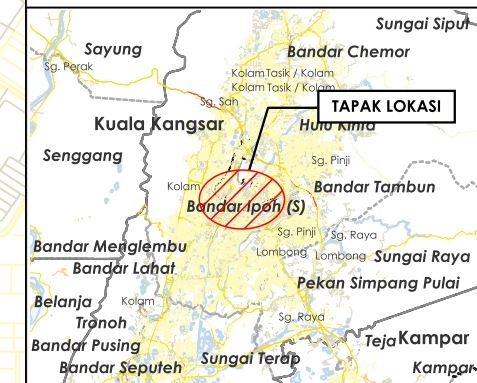 Sungai Siput
Sayung
Bandar Chemor
Sg. Perak
Kolam Tasik / Kolam
Kolam Tasik / Kolam
Sg. Sah
TAPAK LOKASI
Kuala Kangsar
Hulu Kinta
Senggang
Sg. Pinji
Kolam
Bandar Tambun
Bandar Ipoh (S)
Sg. Pinji
Sg. Raya
Bandar Menglembu
Lombong
Lombong
Sungai Raya
Bandar Lahat
Pekan Simpang Pulai
Belanja
Kolam
Sg. Raya
Tronoh
Teja
Kampar
Bandar Pusing
Sungai Terap
Bandar Seputeh
Kampar